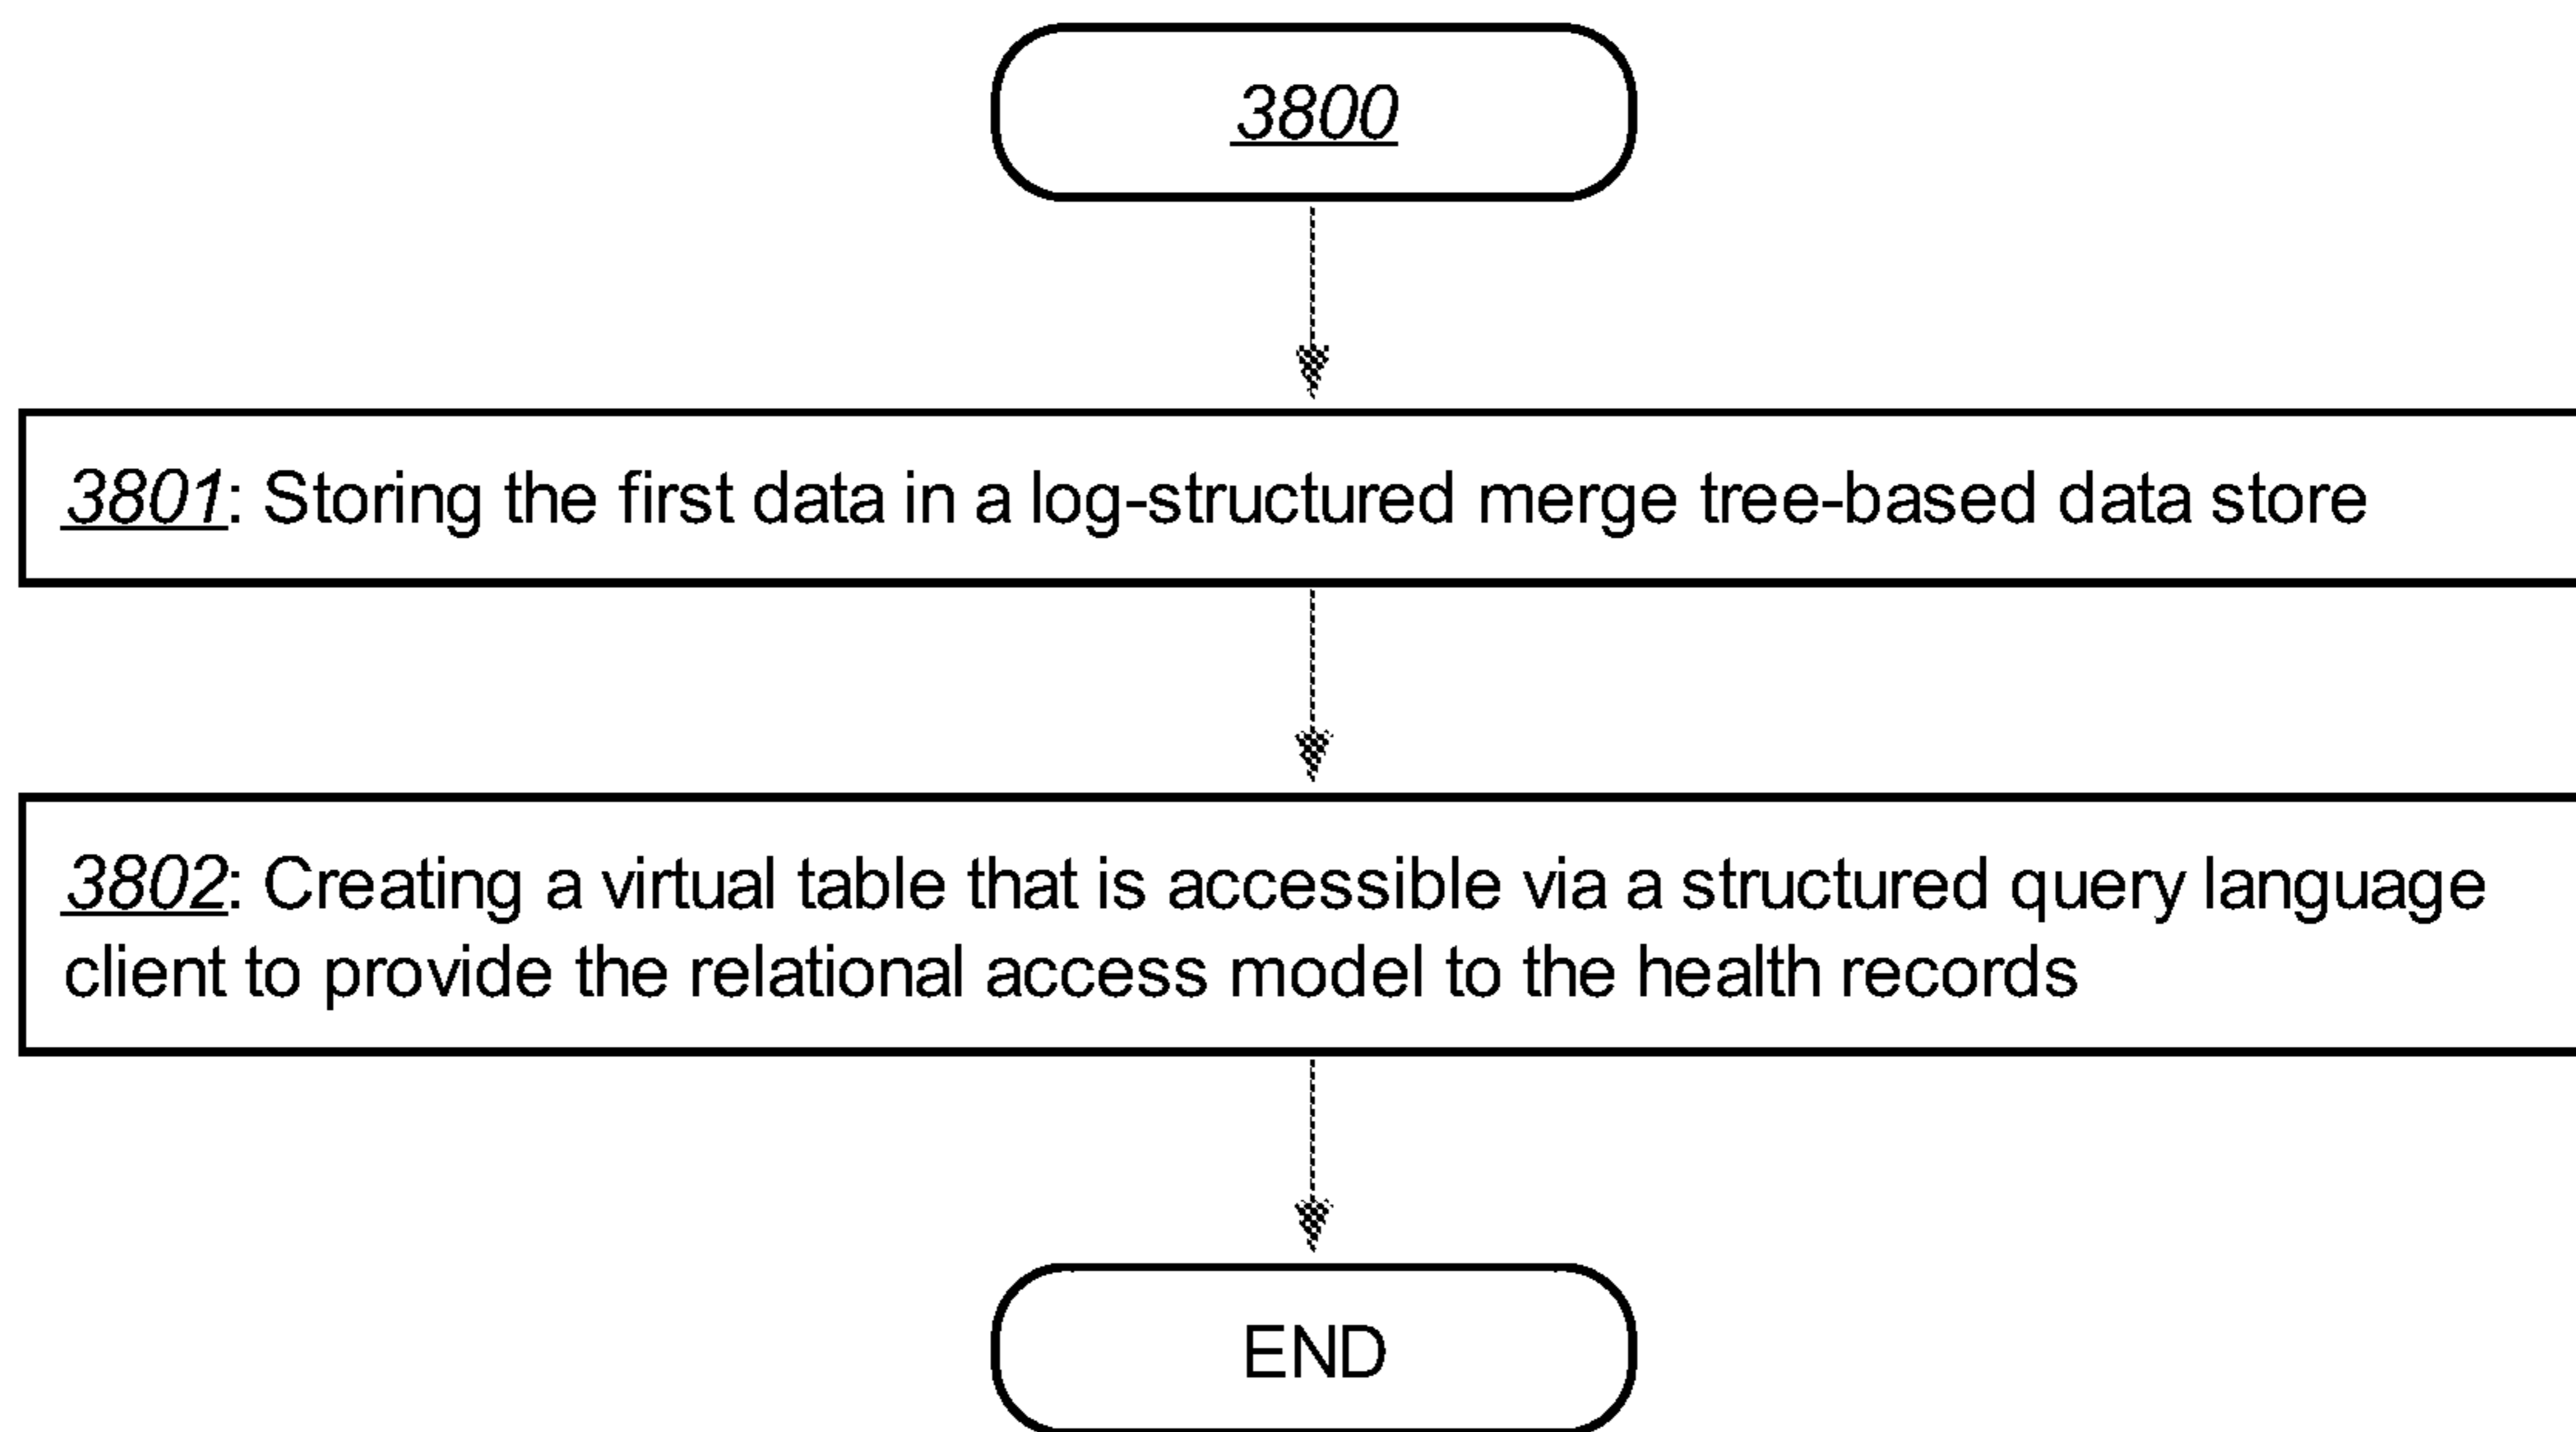 3800
3801: Storing the first data in a log-structured merge tree-based data store
3802: Creating a virtual table that is accessible via a structured query language
client to provide the relational access model to the health records
END